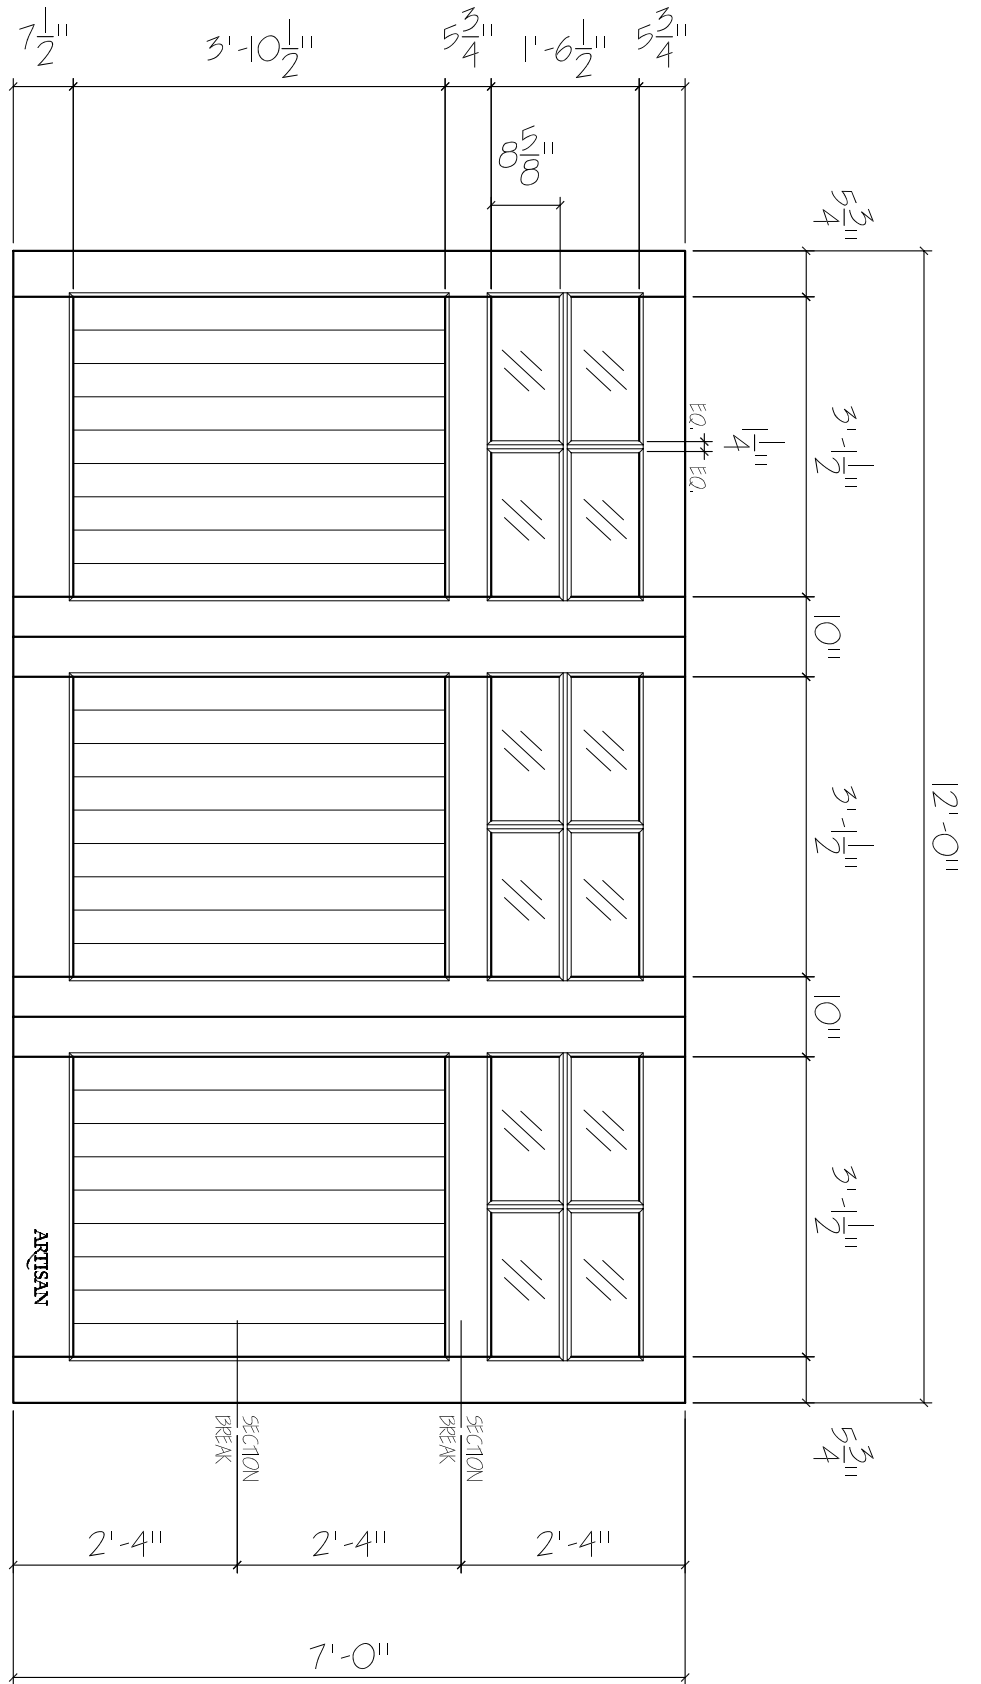 7 1/2"
3'-10 1/2"
5 3/4"
1'-6 1/2"
5 3/4"
8 5/8"
5 3/4"
3'-1 1/2"
10"
3'-1 1/2"
10"
3'-1 1/2"
5 3/4"
12'-0"
EQ.
EQ.
1 1/4"
ARTISAN
SECTION
BREAK
SECTION
BREAK
2'-4"
2'-4"
2'-4"
7'-0"